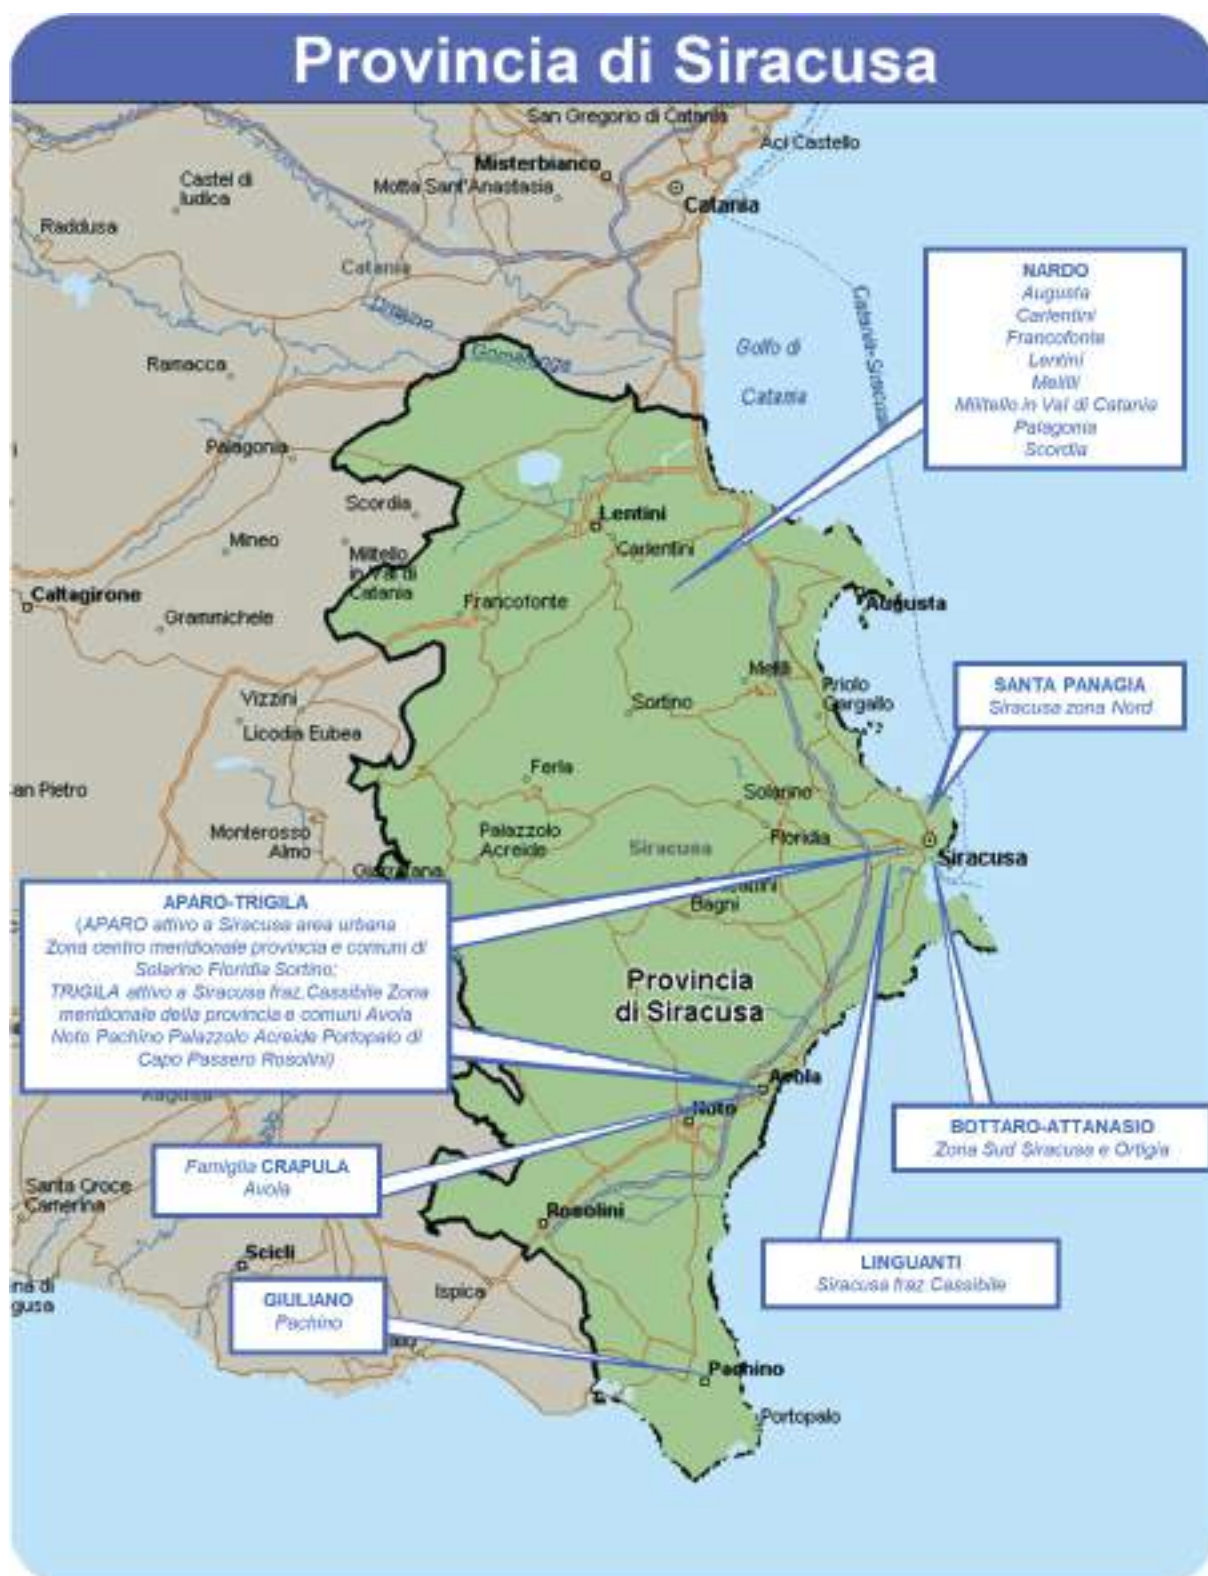 Provincia di Siracusa
San Gregorio di Catania
Aci Castello
Misterbianco
Motta Sant'Anastasia
Catania
Castel di
Iudica
Raddusa
Catania
Dittaino
Gornalunga
Ramacca
Golfo di
Catania
NARDO
Augusta
Carlentini
Francofonte
Lentini
Melilli
Militello in Val di Catania
Palagonia
Scordia
Palagonia
Scordia
Lentini
Carlentini
Mineo
Militello
in Val di
Catania
Caltagirone
Grammichele
Francofonte
Augusta
Melilli
Priolo
Gargallo
SANTA PANAGIA
Siracusa zona Nord
Vizzini
Licodia Eubea
Sortino
an Pietro
Ferla
Solarino
Monterosso
Almo
Palazzolo
Acreide
Siracusa
Floridia
Siracusa
Bagni
APARO-TRIGILA
(APARO attivo a Siracusa area urbana
Zona centro meridionale provincia e comuni di
Solarino Floridia Sortino;
TRIGILA attivo a Siracusa fraz.Cassibile Zona
meridionale della provincia e comuni Avola
Noto Pachino Palazzolo Acreide Portopalo di
Capo Passero Rosolini)
Provincia
di Siracusa
Avola
Noto
BOTTARO-ATTANASIO
Zona Sud Siracusa e Ortigia
Famiglia CRAPULA
Avola
Santa Croce
Camerina
Rosolini
LINGUANTI
Siracusa fraz Cassibile
Scicli
na di
gusa
GIULIANO
Pachino
Ispica
Pachino
Portopalo